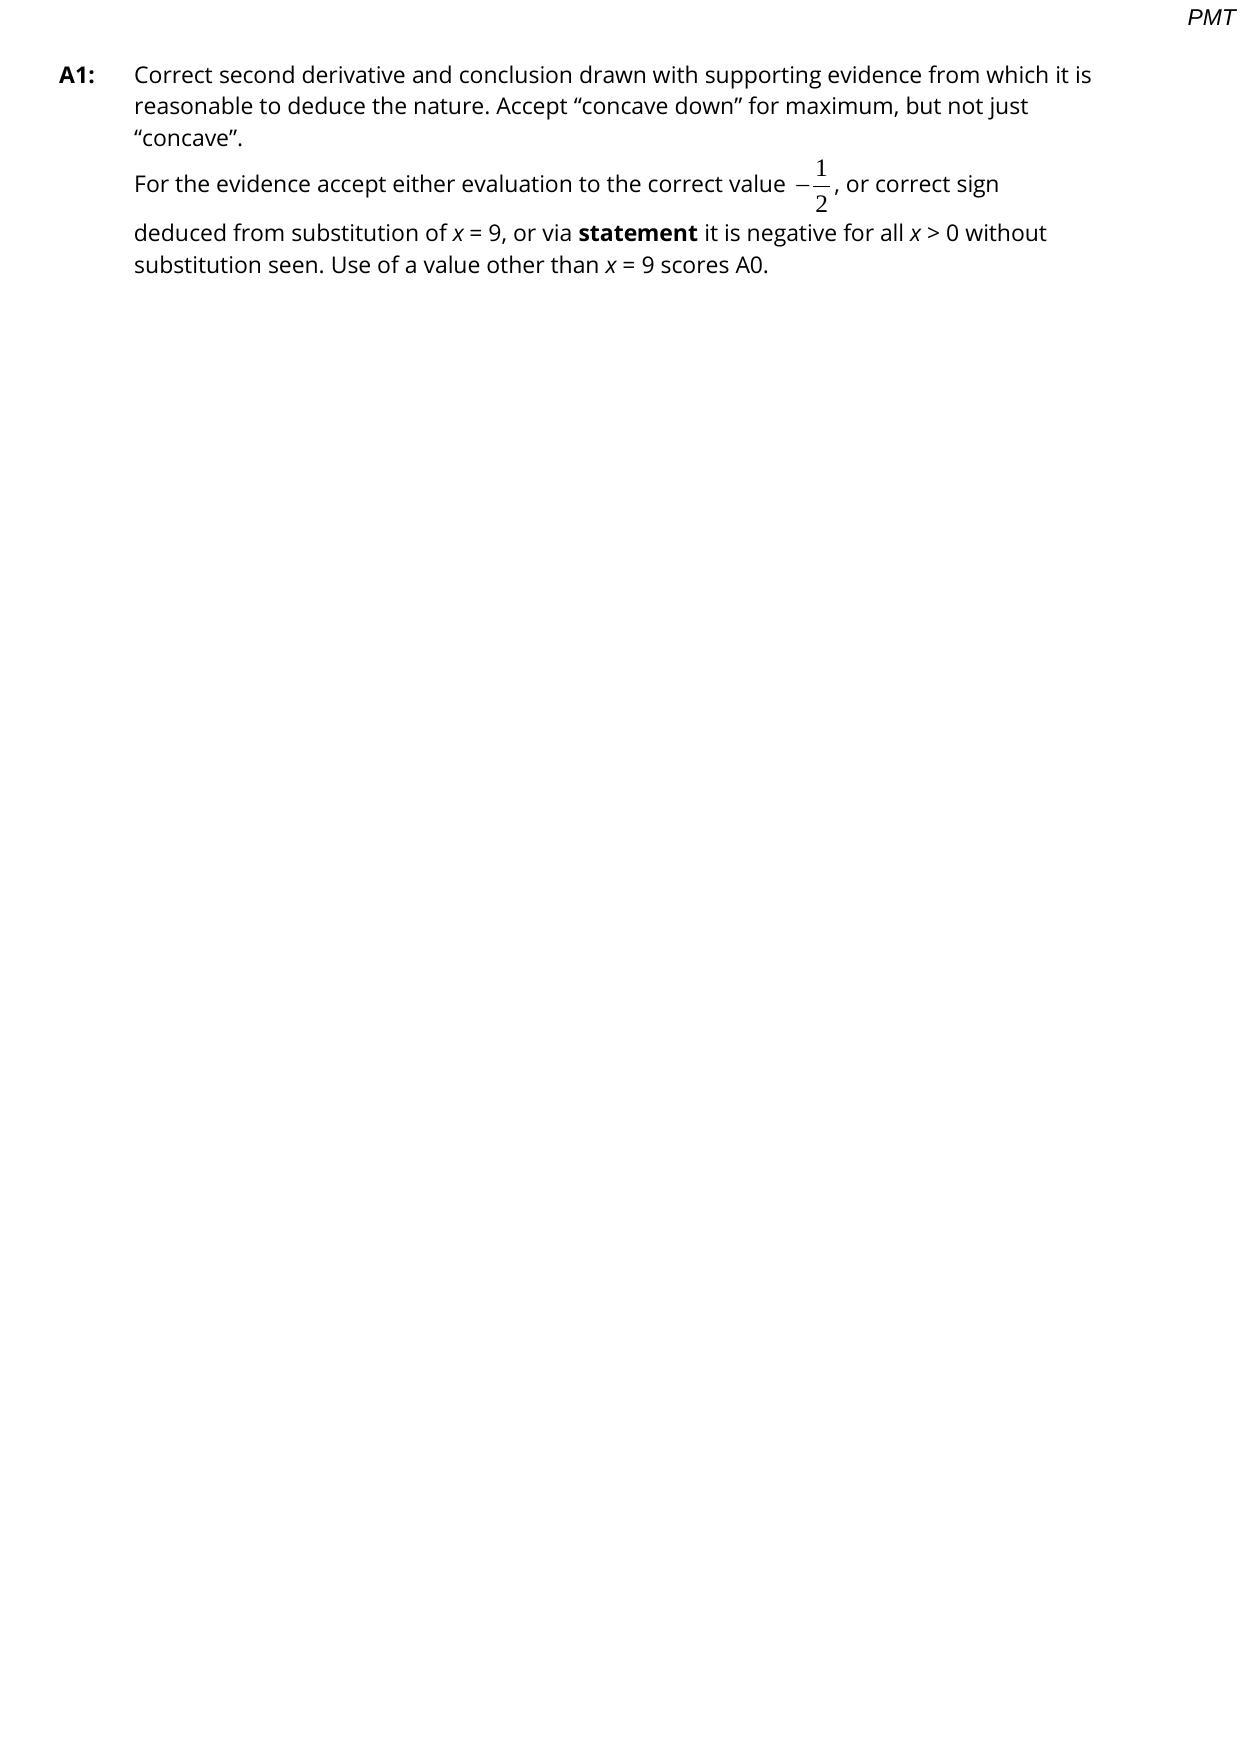 PMT
A1: Correct second derivative and conclusion drawn with supporting evidence from which it is
reasonable to deduce the nature. Accept “concave down” for maximum, but not just
“concave”.
For the evidence accept either evaluation to the correct value −1/2, or correct sign
deduced from substitution of x = 9, or via statement it is negative for all x > 0 without
substitution seen. Use of a value other than x = 9 scores A0.